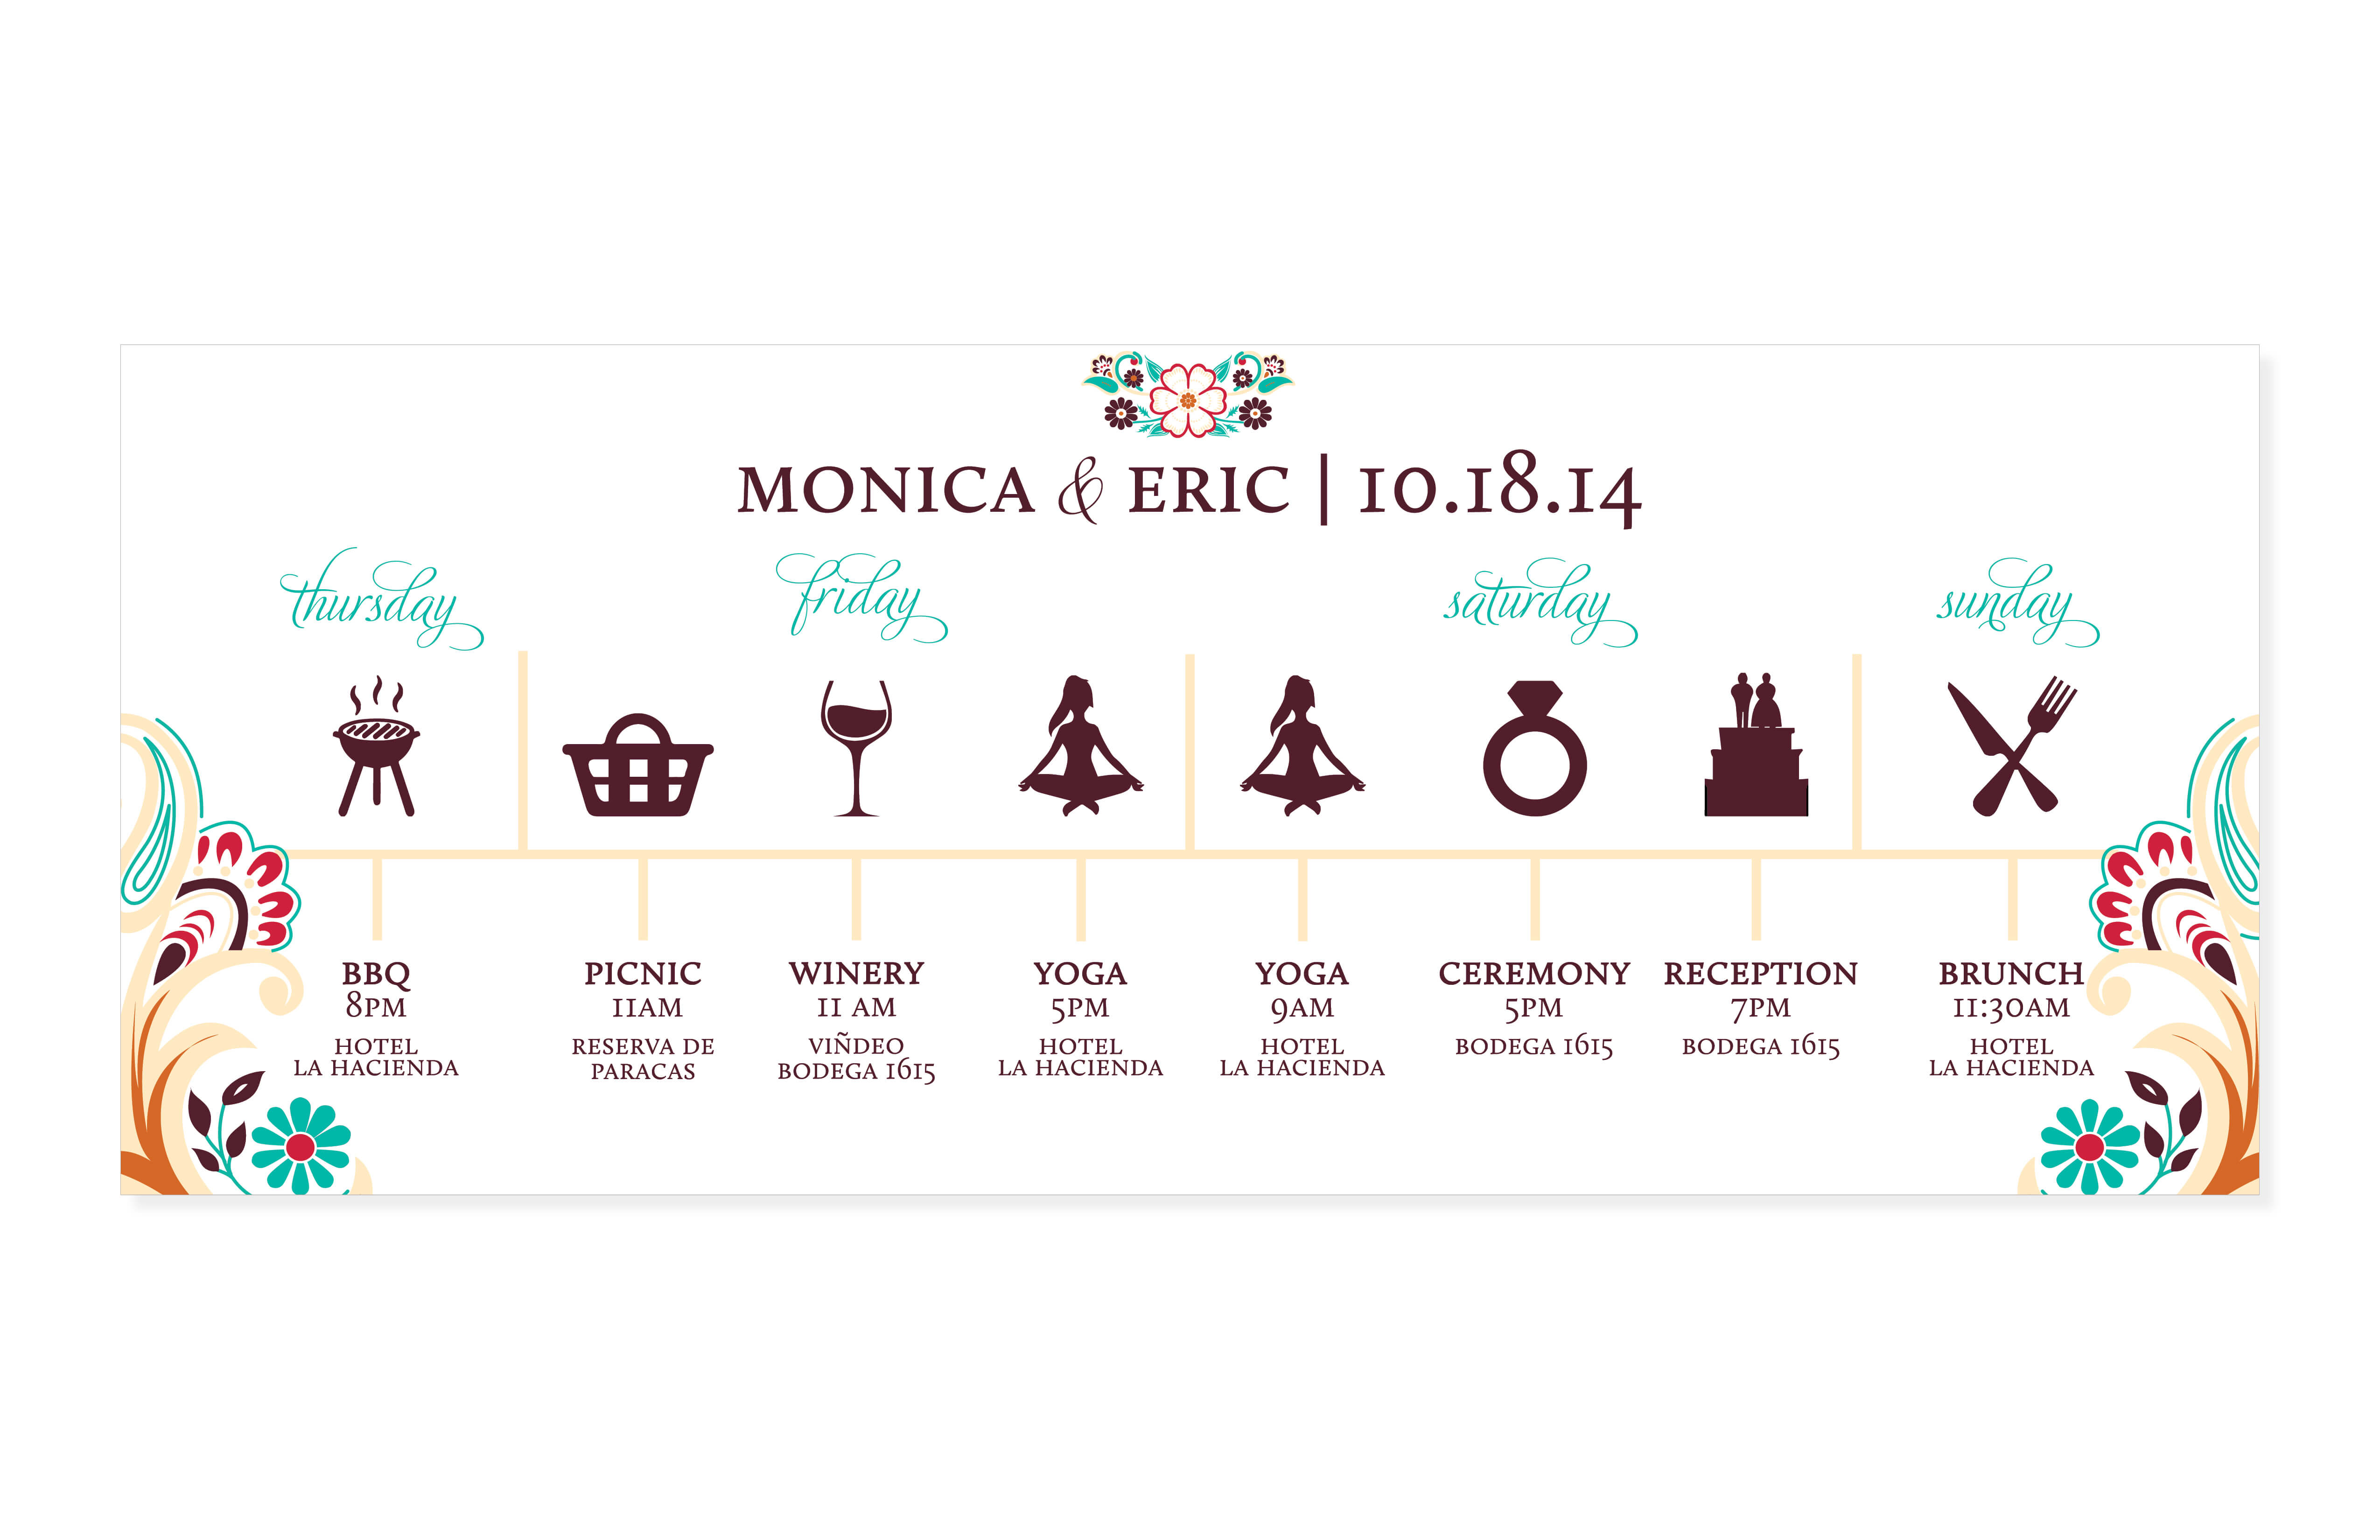 MONICA & ERIC | 10.18.14
thursday
friday
saturday
sunday
BBQ
8PM
HOTEL
LA HACIENDA
PICNIC
11AM
RESERVA DE
PARACAS
WINERY
11 AM
VIÑDEO
BODEGA 1615
YOGA
5PM
HOTEL
LA HACIENDA
YOGA
9AM
HOTEL
LA HACIENDA
CEREMONY
5PM
BODEGA 1615
RECEPTION
7PM
BODEGA 1615
BRUNCH
11:30AM
HOTEL
LA HACIENDA